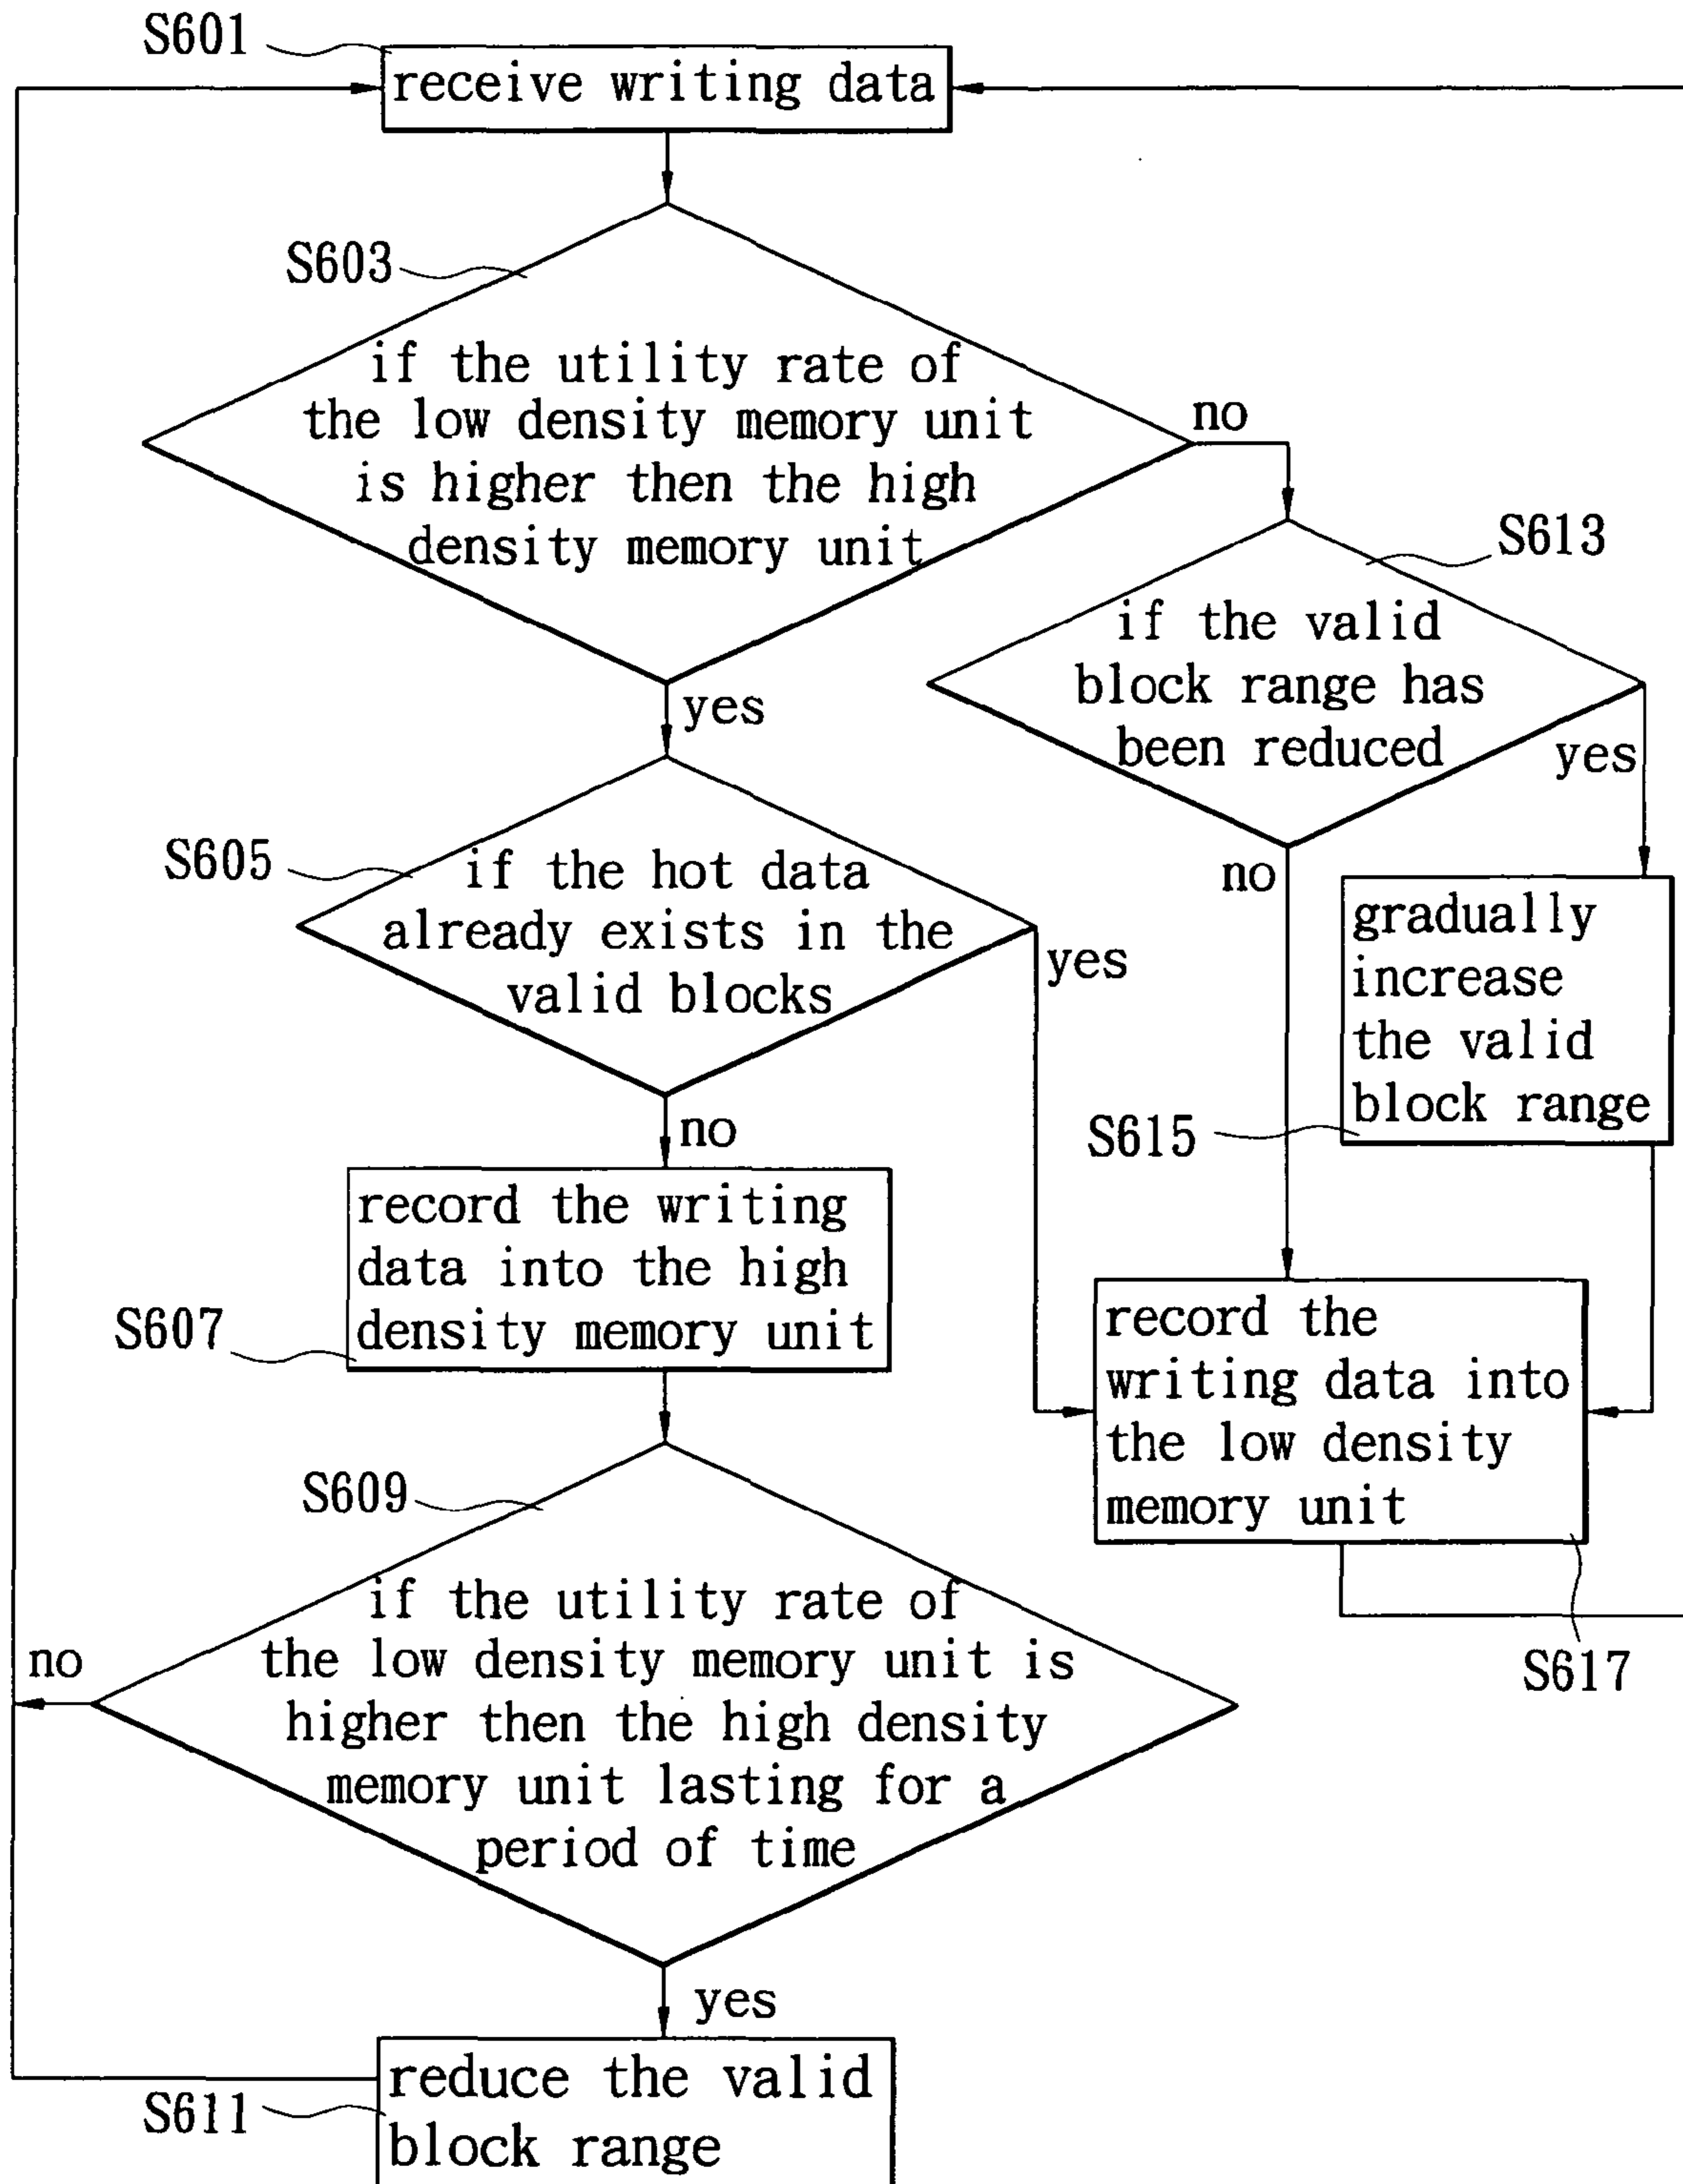 S601
receive writing data
S603
if the utility rate of
the low density memory unit
is higher then the high
density memory unit
no
yes
S613
if the valid
block range has
been reduced
yes
no
S605
if the hot data
already exists in the
valid blocks
yes
no
gradually
increase
the valid
block range
S615
record the writing
data into the high
density memory unit
S607
record the
writing data into
the low density
memory unit
S617
S609
if the utility rate of
the low density memory unit is
higher then the high density
memory unit lasting for a
period of time
no
yes
reduce the valid
block range
S611